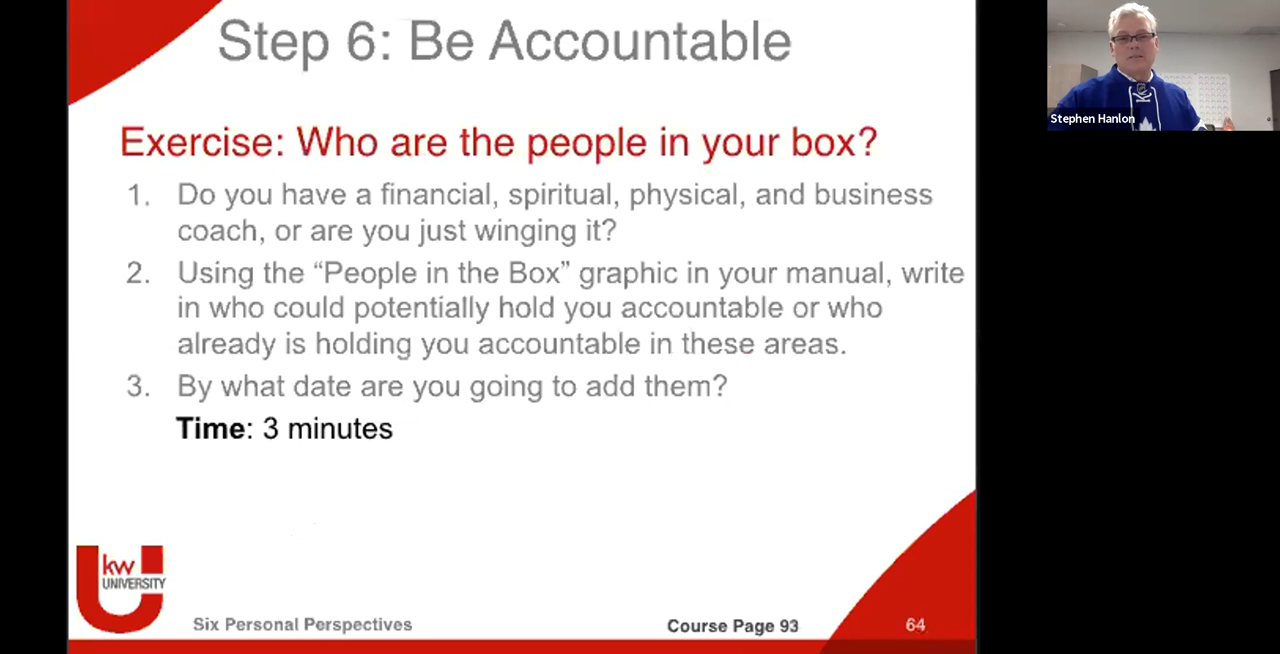 Step 6: Be Accountable
Stephen Hanlon
Exercise: Who are the people in your box?
1. Do you have a financial, spiritual, physical, and business
coach, or are you just winging it?
2. Using the “People in the Box” graphic in your manual, write
in who could potentially hold you accountable or who
already is holding you accountable in these areas.
3. By what date are you going to add them?
Time: 3 minutes
kw
UNIVERSITY
Six Personal Perspectives
Course Page 93
64